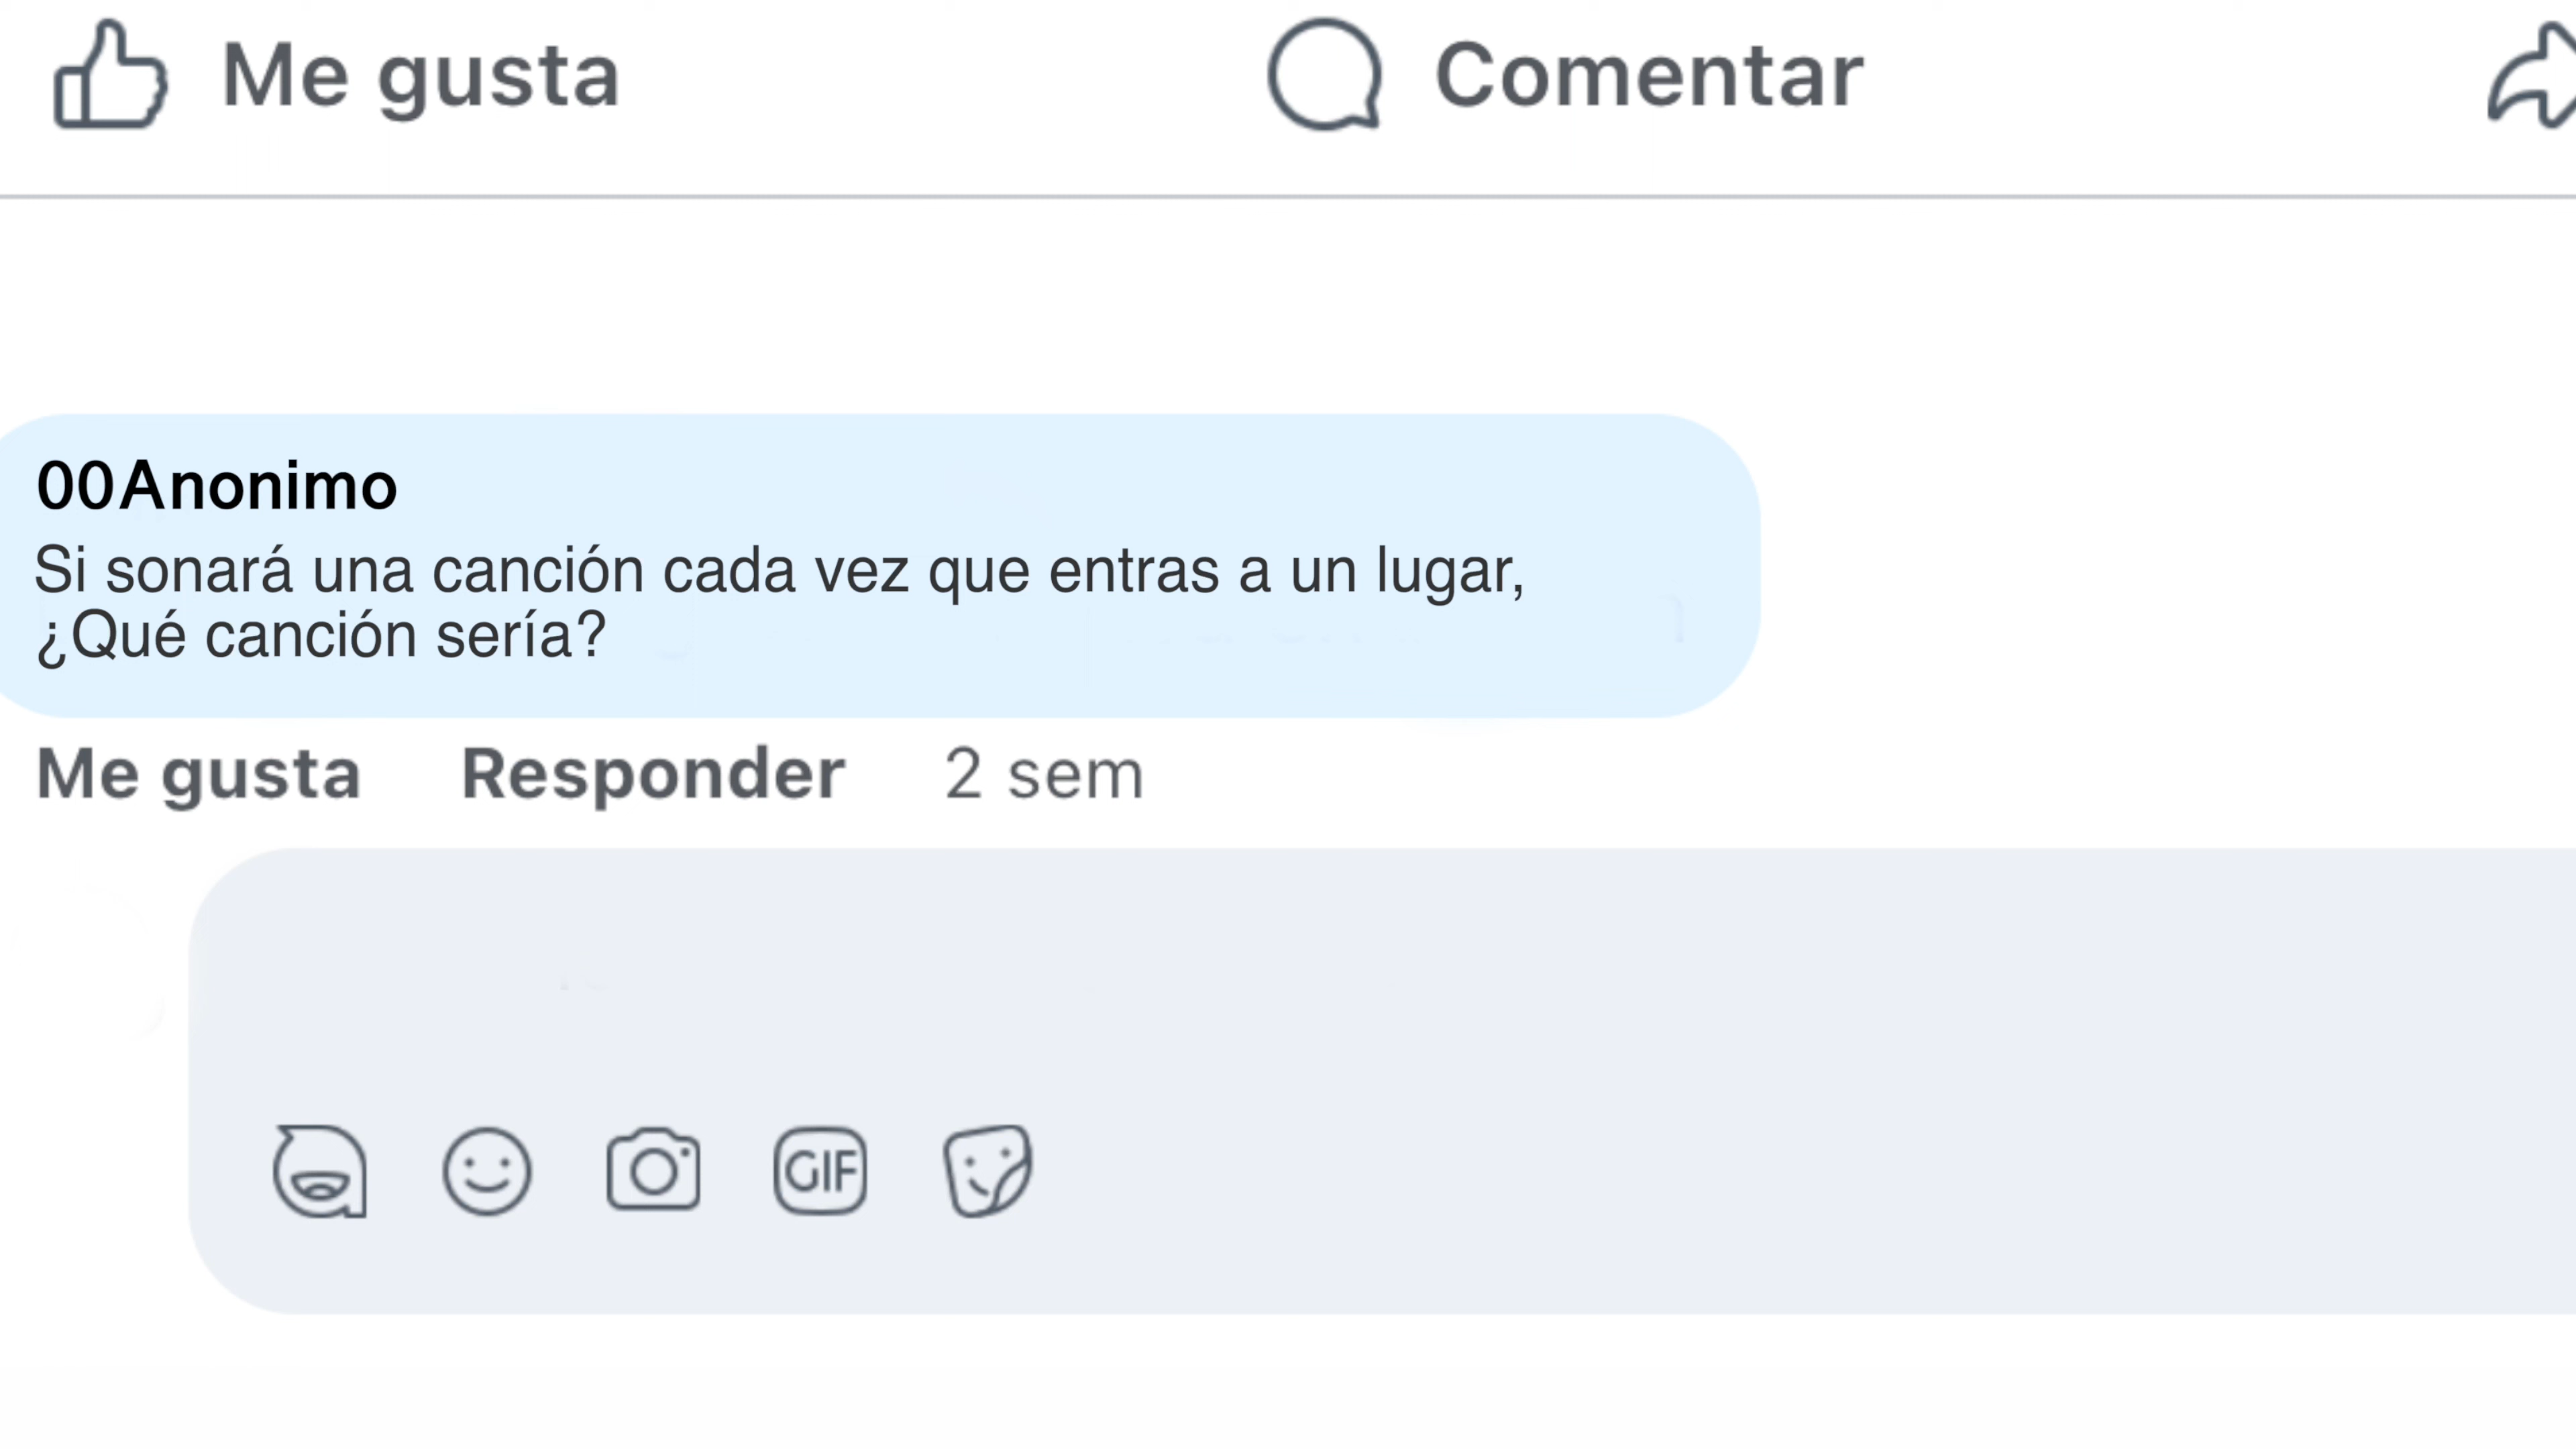 Me gusta Comentar
00Anonimo
Si sonará una canción cada vez que entras a un lugar,
¿Qué canción sería?
Me gusta Responder 2 sem
GIF